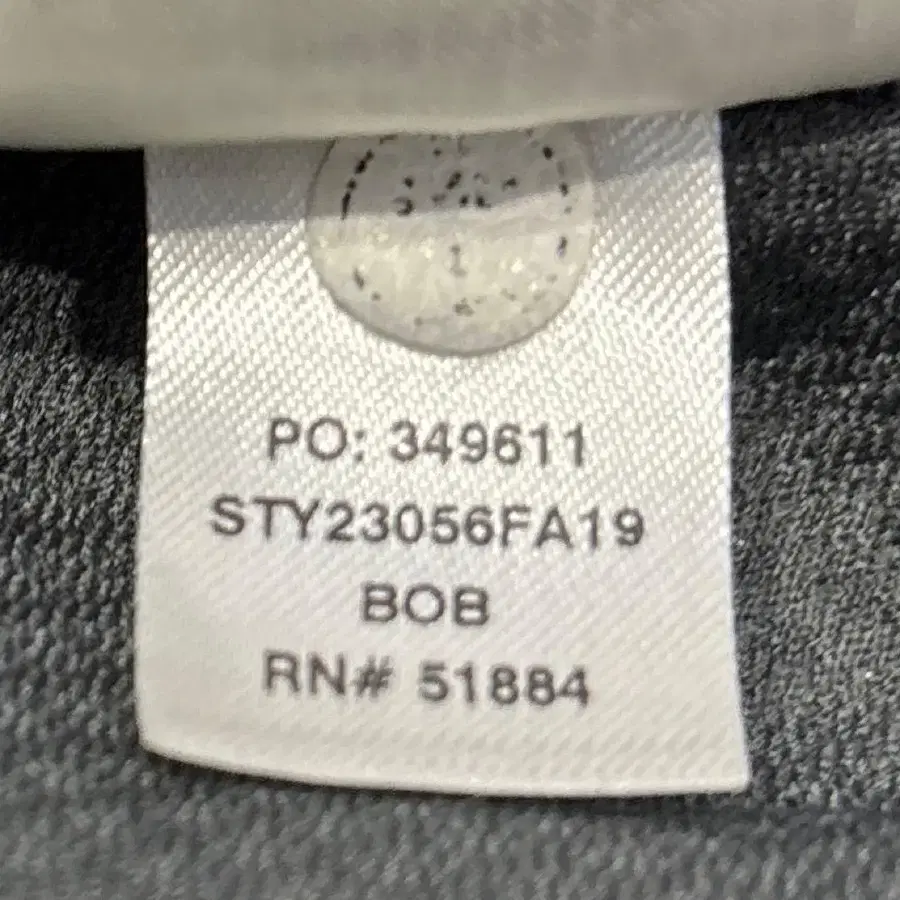 PO: 349611
STY23056FA19
BOB
RN# 51884